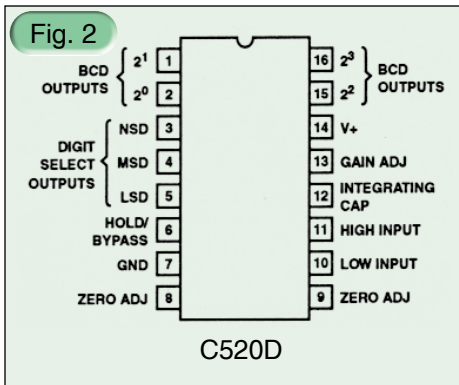 Fig. 2
BCD
OUTPUTS
2¹ 1
2⁰ 2
DIGIT
SELECT
OUTPUTS
NSD 3
MSD 4
LSD 5
HOLD/
BYPASS 6
GND 7
ZERO ADJ 8
16 2³
15 2²
BCD
OUTPUTS
14 V+
13 GAIN ADJ
12 INTEGRATING
CAP
11 HIGH INPUT
10 LOW INPUT
9 ZERO ADJ
C520D